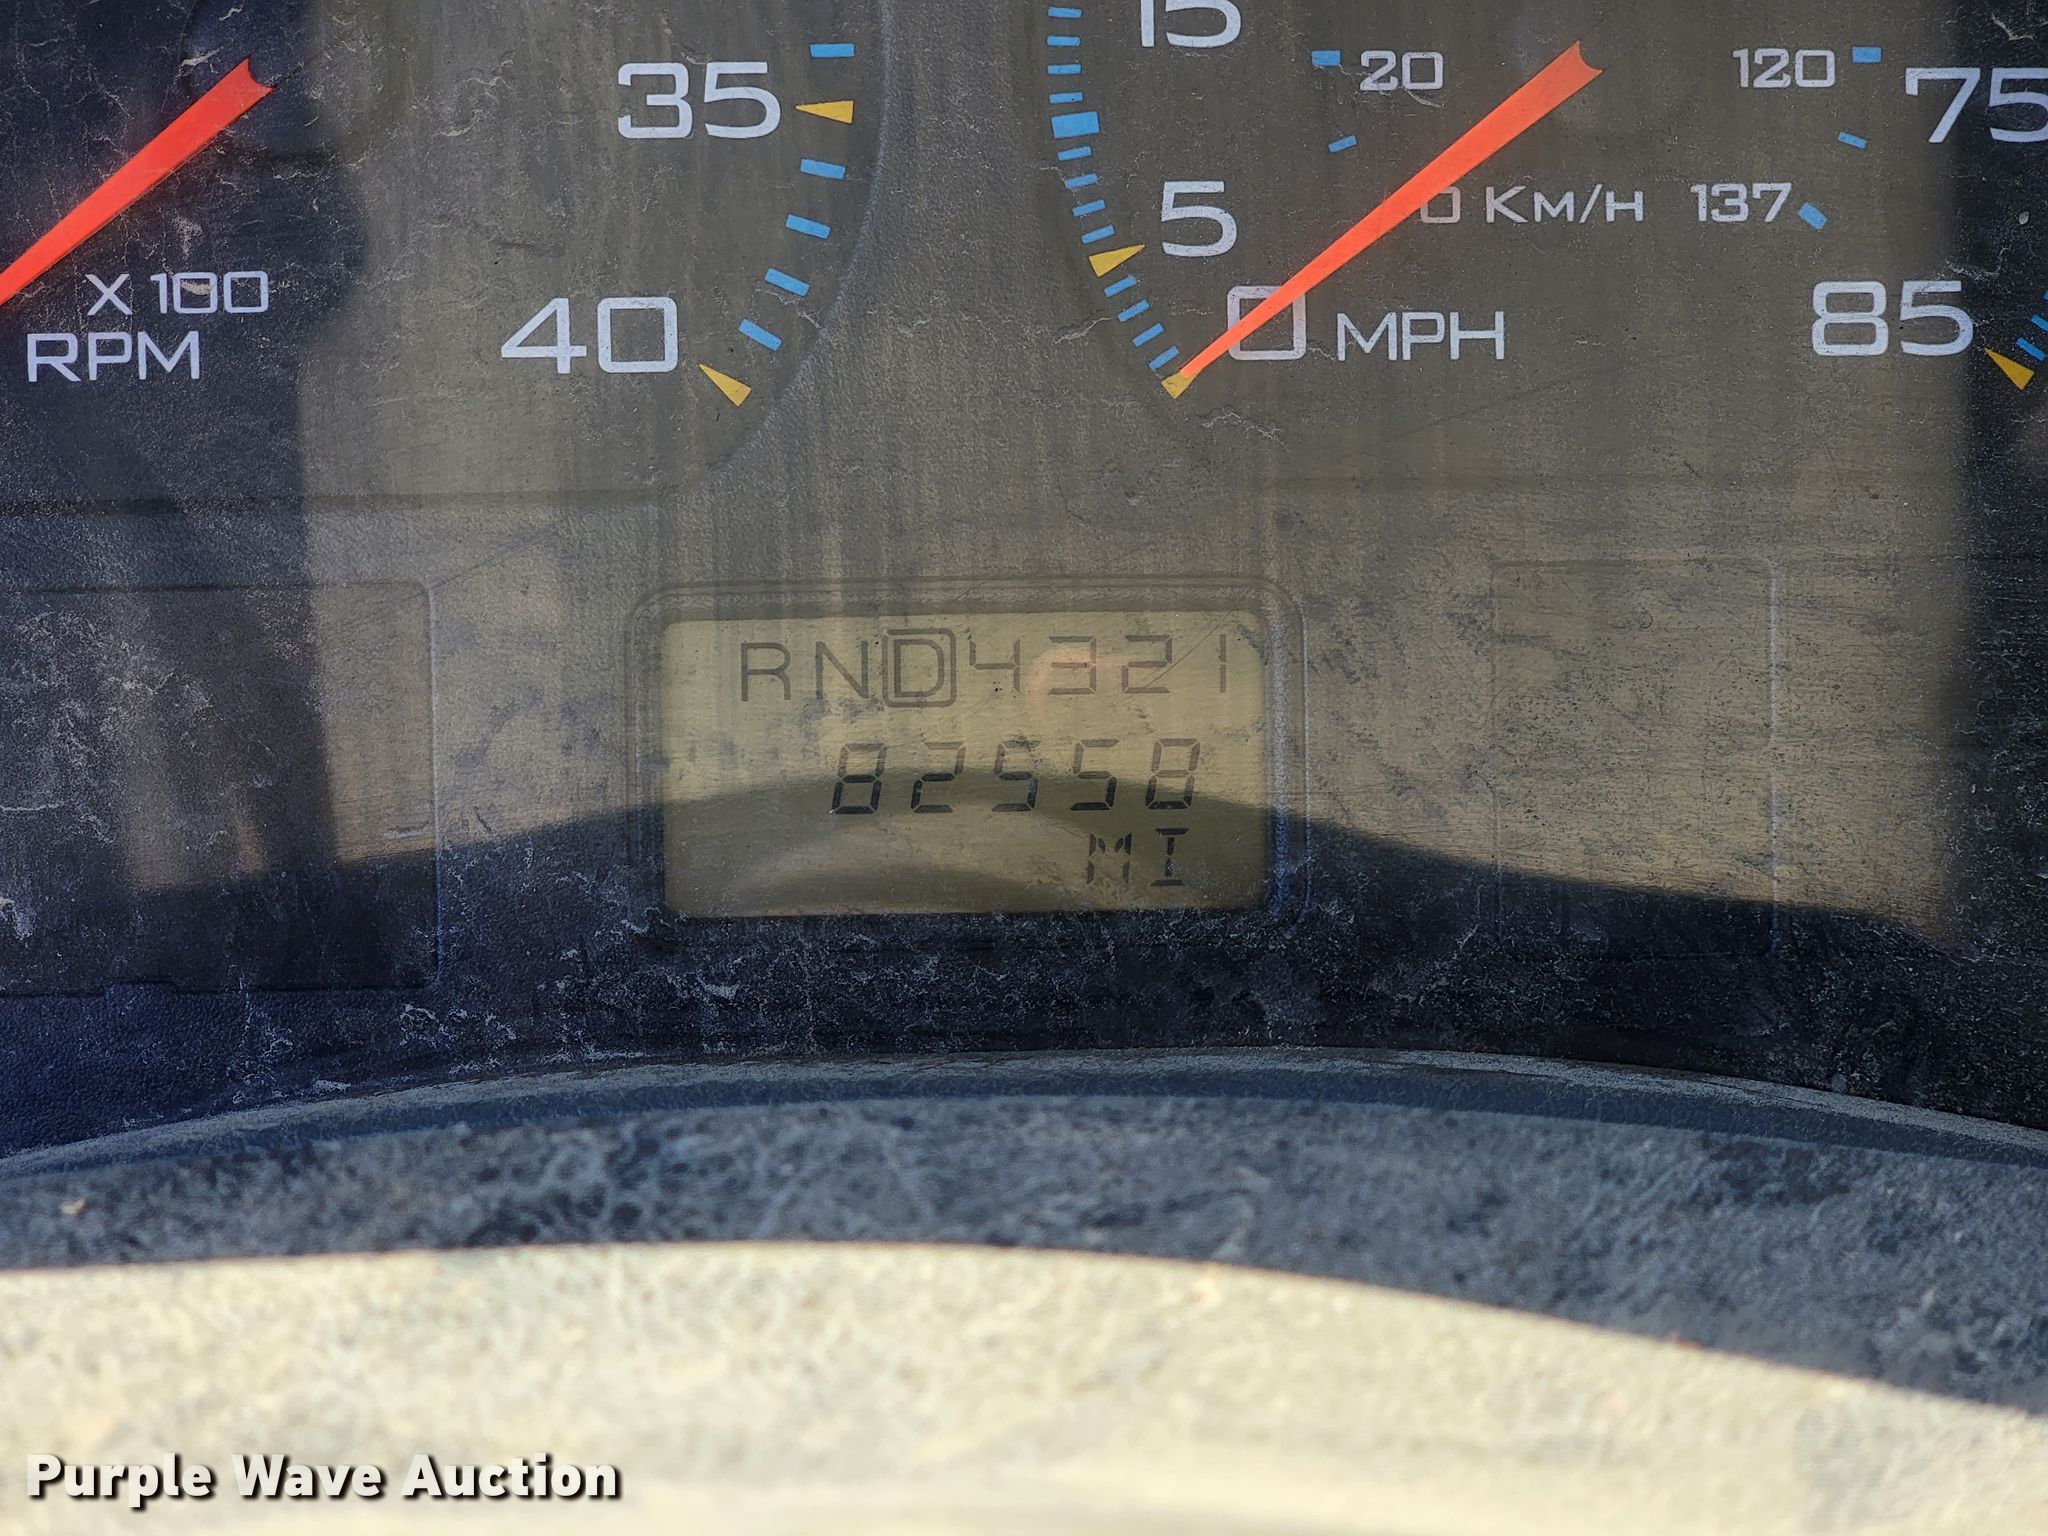 35
40
X 100
RPM
15
5
0 MPH
20
0 KM/H
120
137
75
85
RND4321
82558
MI
Purple Wave Auction